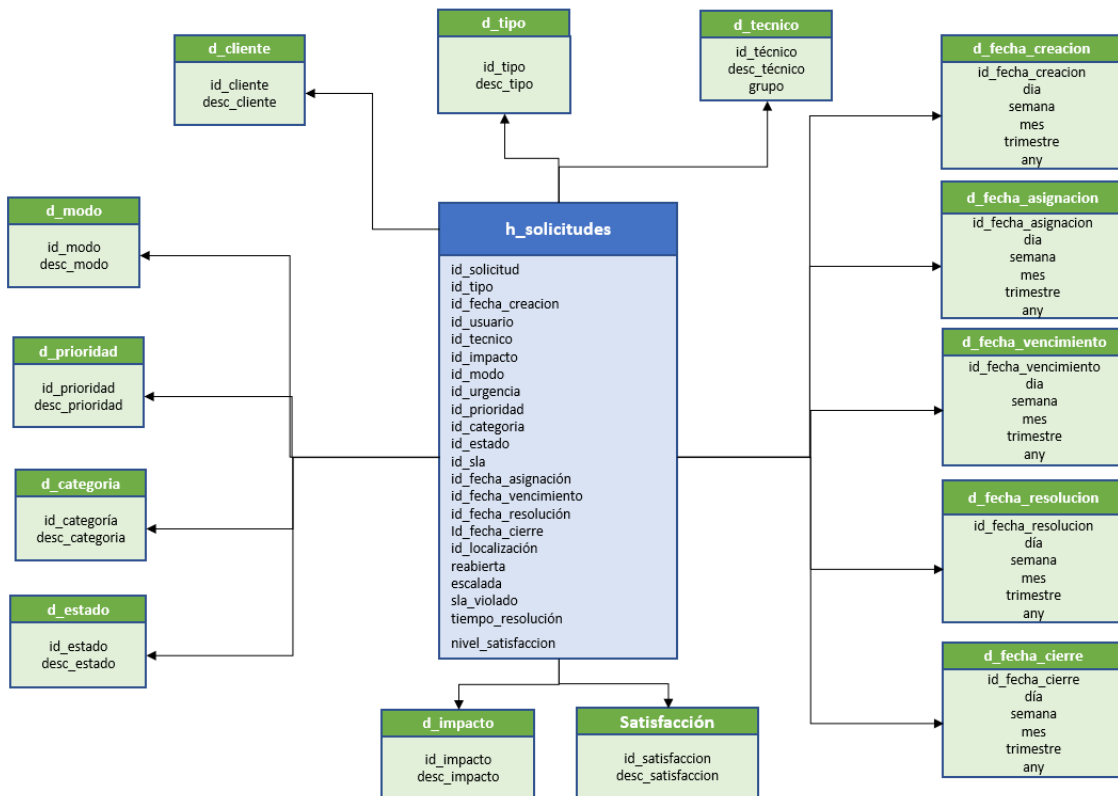 d_cliente
id_cliente
desc_cliente
d_tipo
id_tipo
desc_tipo
d_tecnico
id_técnico
desc_técnico
grupo
d_fecha_creacion
id_fecha_creacion
dia
semana
mes
trimestre
any
d_modo
id_modo
desc_modo
d_prioridad
id_prioridad
desc_prioridad
d_categoria
id_categoría
desc_categoria
d_estado
id_estado
desc_estado
h_solicitudes
id_solicitud
id_tipo
id_fecha_creacion
id_usuario
id_tecnico
id_impacto
id_modo
id_urgencia
id_prioridad
id_categoria
id_estado
id_sla
id_fecha_asignación
id_fecha_vencimiento
id_fecha_resolución
Id_fecha_cierre
id_localización
reabierta
escalada
sla_violado
tiempo_resolución
nivel_satisfaccion
d_fecha_asignacion
id_fecha_asignacion
dia
semana
mes
trimestre
any
d_fecha_vencimiento
id_fecha_vencimiento
dia
semana
mes
trimestre
any
d_fecha_resolucion
id_fecha_resolucion
día
semana
mes
trimestre
any
d_fecha_cierre
id_fecha_cierre
día
semana
mes
trimestre
any
d_impacto
id_impacto
desc_impacto
Satisfacción
id_satisfaccion
desc_satisfaccion